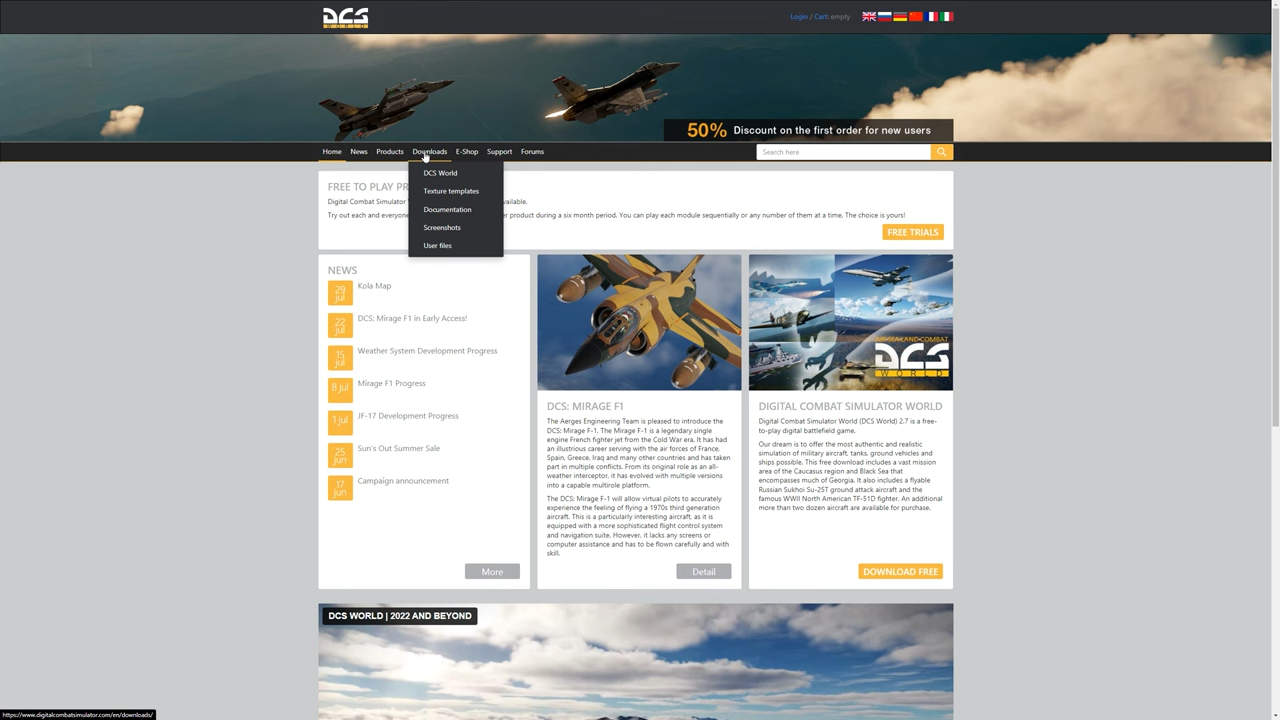 DCS
WORLD
Login / Cart: empty
50% Discount on the first order for new users
Home News Products Downloads E-Shop Support Forums
Search here
DCS World
Texture templates
Documentation
Screenshots
User files
FREE TO PLAY PR
Digital Combat Simulator available.
Try out each and everyone product during a six month period. You can play each module sequentially or any number of them at a time. The choice is yours!
FREE TRIALS
NEWS
29 jul Kola Map
22 jul DCS: Mirage F1 in Early Access!
15 jul Weather System Development Progress
8 jul Mirage F1 Progress
1 jul JF-17 Development Progress
25 jun Sun's Out Summer Sale
17 jun Campaign announcement
More
DCS: MIRAGE F1
The Aerges Engineering Team is pleased to introduce the
DCS: Mirage F-1. The Mirage F-1 is a legendary single
engine French fighter jet from the Cold War era. It has had
an illustrious career serving with the air forces of France,
Spain, Greece, Iraq and many other countries and has taken
part in multiple conflicts. From its original role as an all-
weather interceptor, it has evolved with multiple versions
into a capable multirole platform.
The DCS: Mirage F-1 will allow virtual pilots to accurately
experience the feeling of flying a 1970s third generation
aircraft. This is a particularly interesting aircraft, as it is
equipped with a more sophisticated flight control system
and navigation suite. However, it lacks any screens or
computer assistance and has to be flown carefully and with
skill.
Detail
AIR SEA LAND COMBAT
DCS
WORLD
DIGITAL COMBAT SIMULATOR WORLD
Digital Combat Simulator World (DCS World) 2.7 is a free-
to-play digital battlefield game.
Our dream is to offer the most authentic and realistic
simulation of military aircraft, tanks, ground vehicles and
ships possible. This free download includes a vast mission
area of the Caucasus region and Black Sea that
encompasses much of Georgia. It also includes a flyable
Russian Sukhoi Su-25T ground attack aircraft and the
famous WWII North American TF-51D fighter. An additional
more than two dozen aircraft are available for purchase.
DOWNLOAD FREE
DCS WORLD | 2022 AND BEYOND
https://www.digitalcombatsimulator.com/en/downloads/